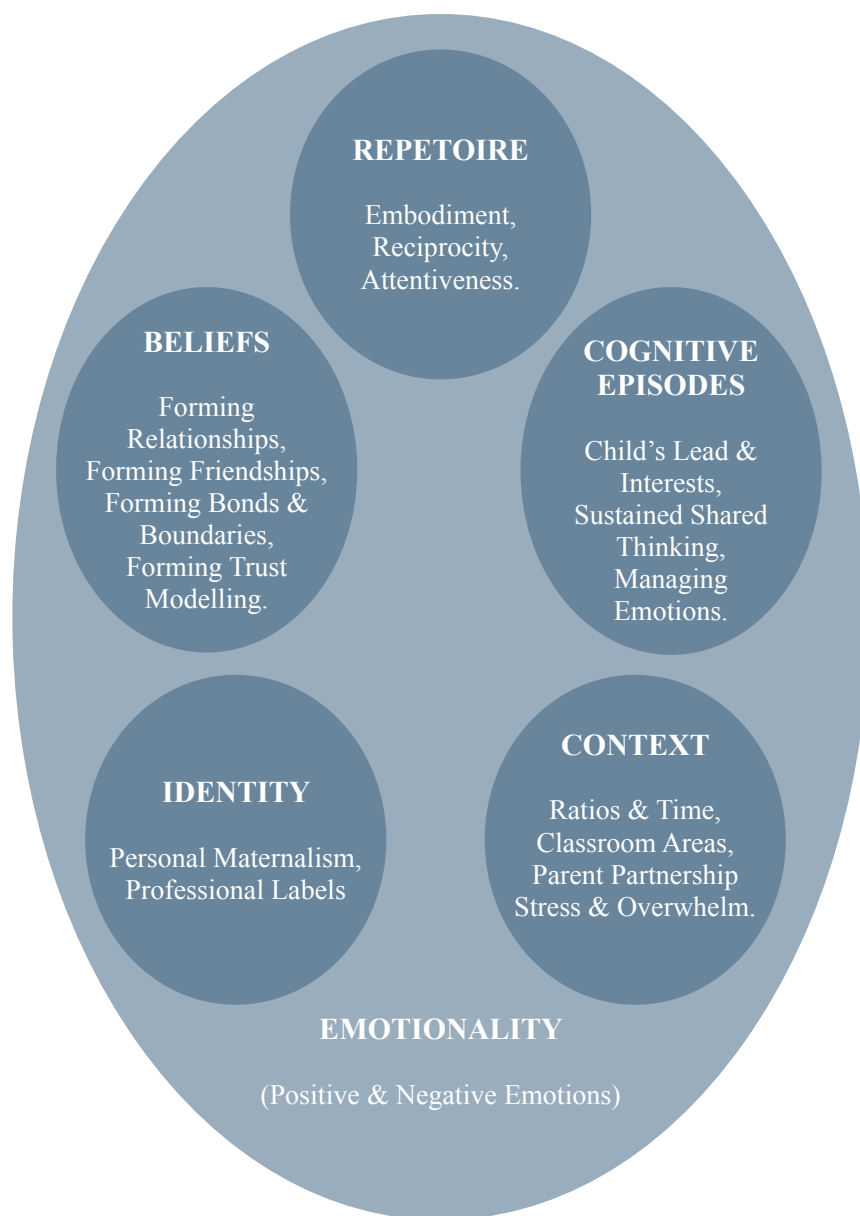 REPETOIRE
Embodiment,
Reciprocity,
Attentiveness.
BELIEFS
Forming
Relationships,
Forming Friendships,
Forming Bonds &
Boundaries,
Forming Trust
Modelling.
COGNITIVE
EPISODES
Child’s Lead &
Interests,
Sustained Shared
Thinking,
Managing
Emotions.
IDENTITY
Personal Maternalism,
Professional Labels
CONTEXT
Ratios & Time,
Classroom Areas,
Parent Partnership
Stress & Overwhelm.
EMOTIONALITY
(Positive & Negative Emotions)